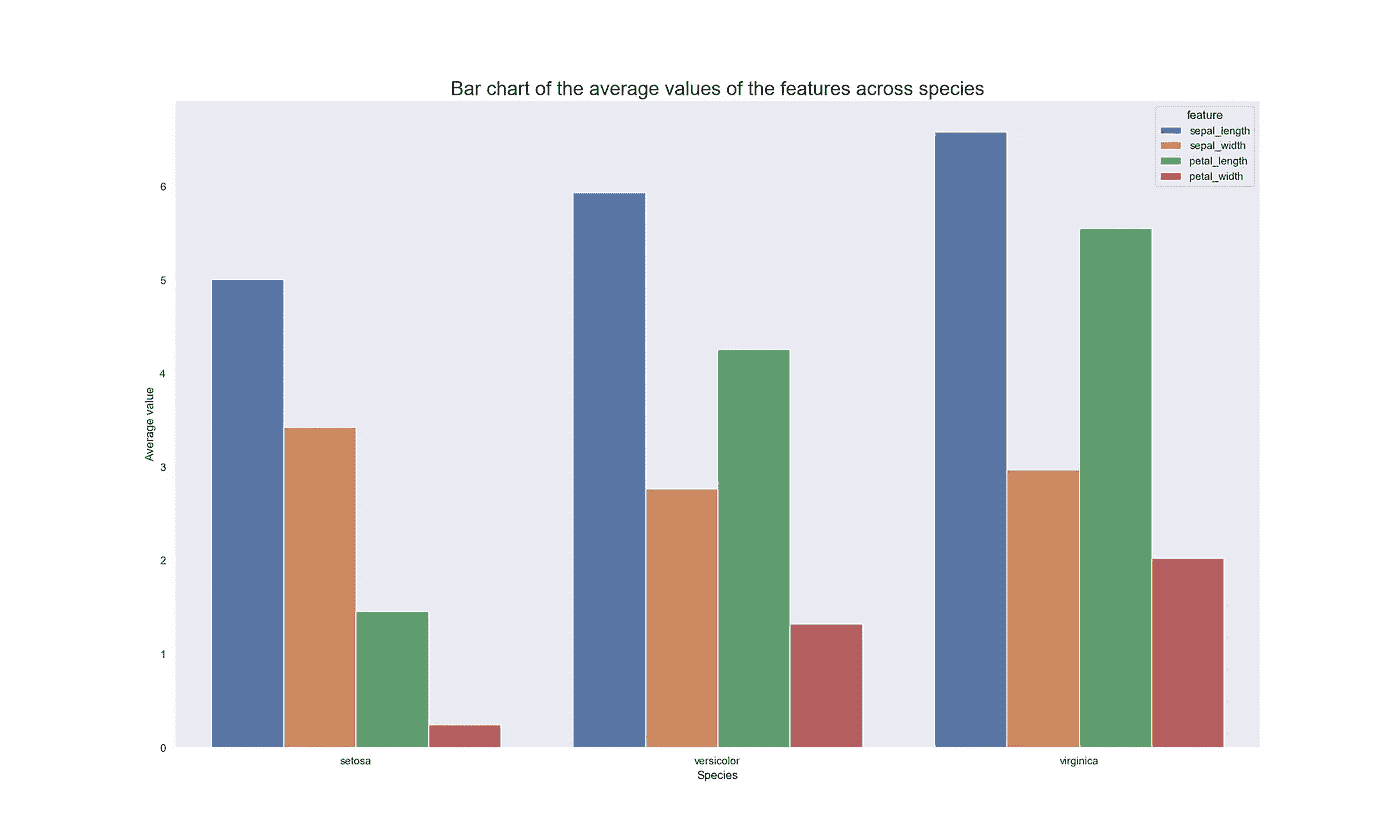 Bar chart of the average values of the features across species
feature
sepal_length
sepal_width
petal_length
petal_width
6
5
4
3
2
1
0
Average value
setosa
versicolor
virginica
Species